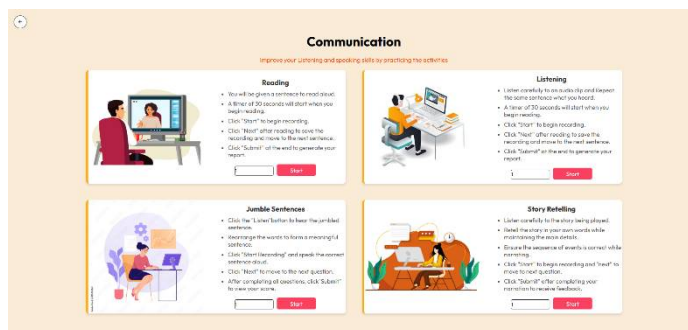 Communication
Improve your Listening and speaking skills by practicing the activities
Reading
You will be given a sentence to read aloud.
A timer of 30 seconds will start when you
begin reading.
Click "Start" to begin recording.
Click "Next" after reading to save the
recording and move to the next sentence.
Click "Submit" at the end to generate your
report.
Start
Listening
Listen carefully to an audio clip and Repeat
the same sentence what you heard.
A timer of 30 seconds will start when you
begin reading.
Click "Start" to begin recording.
Click "Next" after reading to save the
recording and move to the next sentence.
Click "Submit" at the end to generate your
report.
1
Start
Jumble Sentences
Click the "Listen" button to hear the jumbled
sentence.
Rearrange the words to form a meaningful
sentence.
Click "Start Recording" and speak the correct
sentence aloud.
Click "Next" to move to the next question.
After completing all questions, click "Submit"
to view your score.
Start
Story Retelling
Listen carefully to the story being played.
Retell the story in your own words while
maintaining the main details.
Ensure the sequence of events is correct while
narrating.
Click "Start" to begin recording and "Next" to
move to next question.
Click "Submit" after completing your
narration to receive feedback.
Start